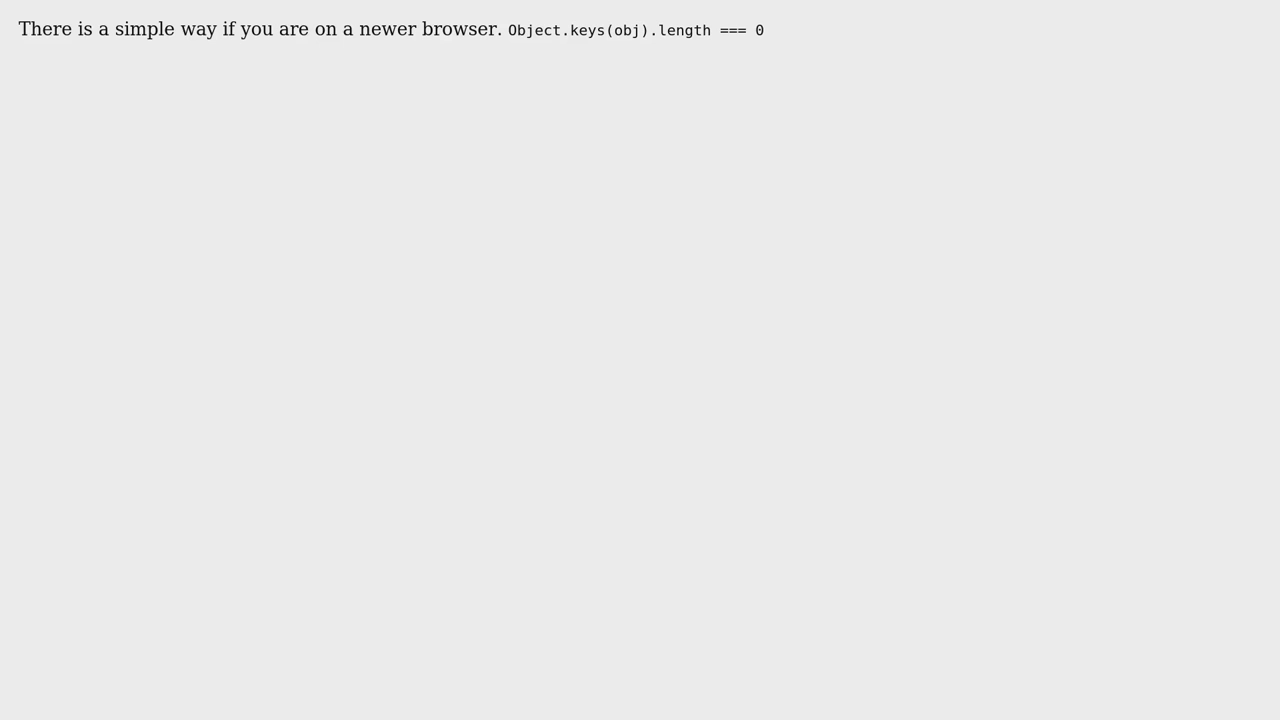 There is a simple way if you are on a newer browser. Object.keys(obj).length === 0